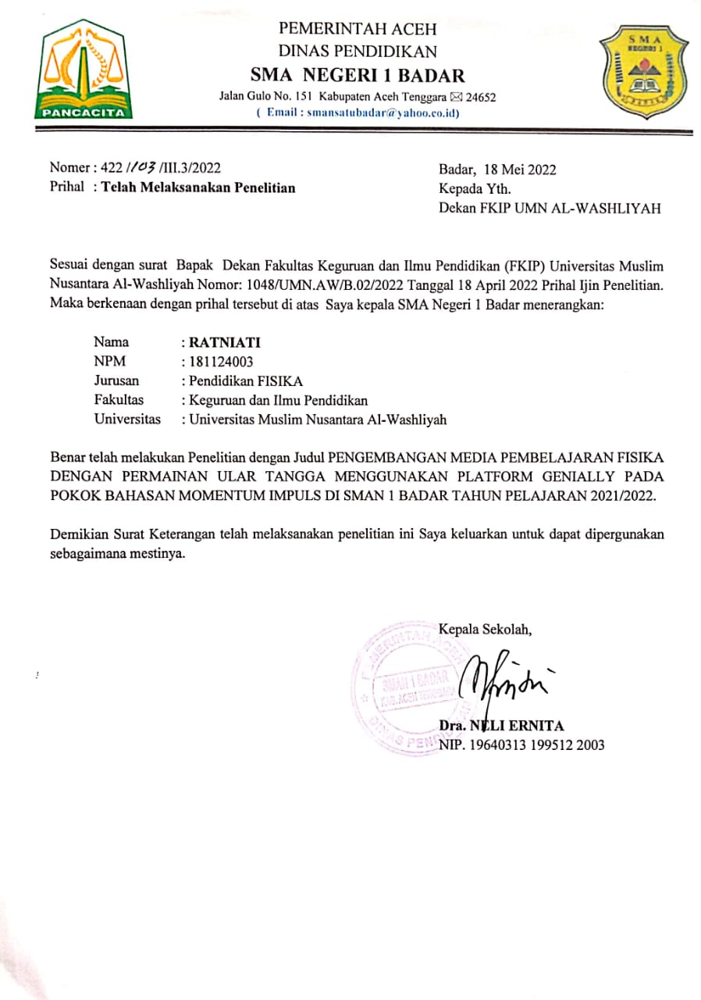 PEMERINTAH ACEH
DINAS PENDIDIKAN
SMA NEGERI 1 BADAR
Jalan Gulo No. 151 Kabupaten Aceh Tenggara ✉ 24652
( Email : smansatubadar@yahoo.co.id)
PANCACITA
SMA
NEGERI 1
BADAR
Nomer : 422 /103 /III.3/2022
Prihal : Telah Melaksanakan Penelitian
Badar, 18 Mei 2022
Kepada Yth.
Dekan FKIP UMN AL-WASHLIYAH
Sesuai dengan surat Bapak Dekan Fakultas Keguruan dan Ilmu Pendidikan (FKIP) Universitas Muslim
Nusantara Al-Washliyah Nomor: 1048/UMN.AW/B.02/2022 Tanggal 18 April 2022 Prihal Ijin Penelitian.
Maka berkenaan dengan prihal tersebut di atas Saya kepala SMA Negeri 1 Badar menerangkan:
Nama : RATNIATI
NPM : 181124003
Jurusan : Pendidikan FISIKA
Fakultas : Keguruan dan Ilmu Pendidikan
Universitas : Universitas Muslim Nusantara Al-Washliyah
Benar telah melakukan Penelitian dengan Judul PENGEMBANGAN MEDIA PEMBELAJARAN FISIKA
DENGAN PERMAINAN ULAR TANGGA MENGGUNAKAN PLATFORM GENIALLY PADA
POKOK BAHASAN MOMENTUM IMPULS DI SMAN 1 BADAR TAHUN PELAJARAN 2021/2022.
Demikian Surat Keterangan telah melaksanakan penelitian ini Saya keluarkan untuk dapat dipergunakan
sebagaimana mestinya.
Kepala Sekolah,
PEMERINTAH ACEH
SMAN 1 BADAR
KAB. ACEH TENGGARA
DINAS PENDIDIKAN
Dra. NELI ERNITA
NIP. 19640313 199512 2003